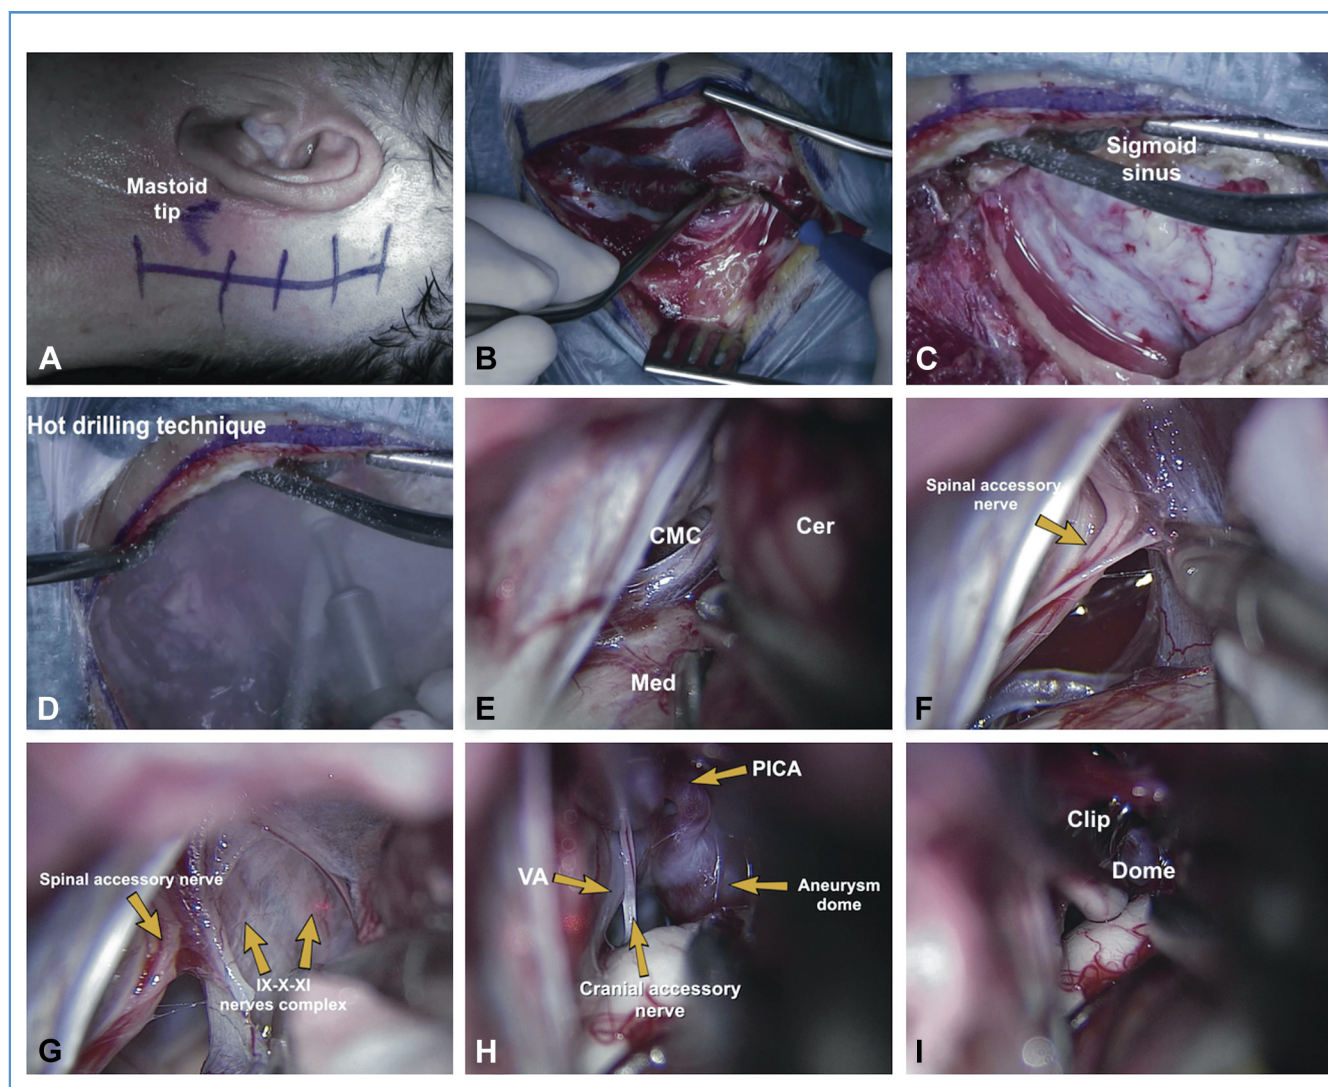 Mastoid
tip
A
B
Sigmoid
sinus
C
Hot drilling technique
D
CMC
Cer
Med
E
Spinal accessory
nerve
F
Spinal accessory nerve
IX-X-XI
nerves complex
G
PICA
VA
Aneurysm
dome
Cranial accessory
nerve
H
Clip
Dome
I